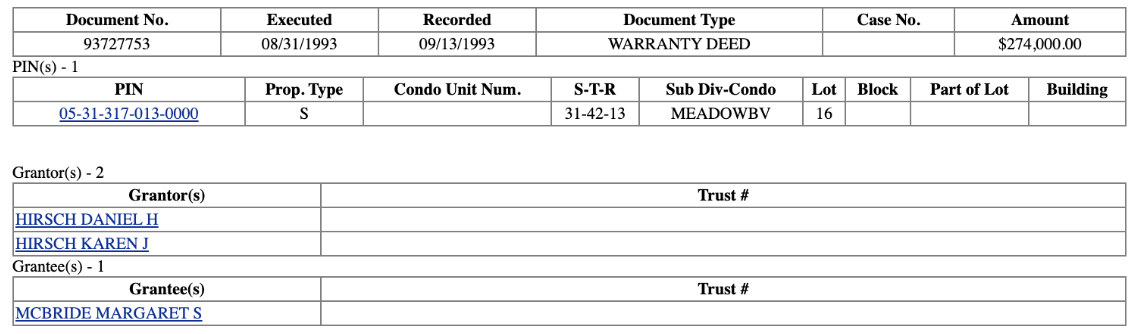 Document No. Executed Recorded Document Type Case No. Amount
93727753 08/31/1993 09/13/1993 WARRANTY DEED $274,000.00
PIN(s) - 1
PIN Prop. Type Condo Unit Num. S-T-R Sub Div-Condo Lot Block Part of Lot Building
05-31-317-013-0000 S 31-42-13 MEADOWBV 16
Grantor(s) - 2
Grantor(s) Trust #
HIRSCH DANIEL H
HIRSCH KAREN J
Grantee(s) - 1
Grantee(s) Trust #
MCBRIDE MARGARET S